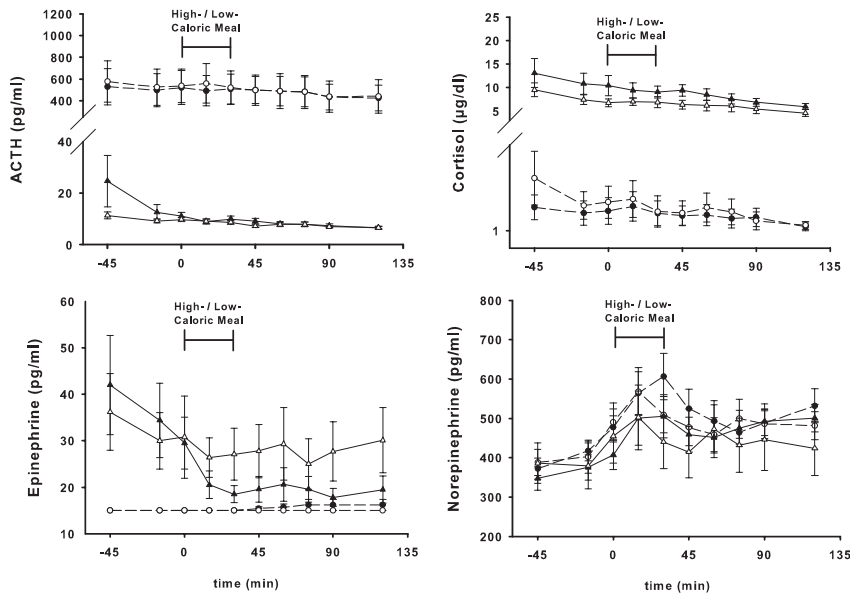 High- / Low-
Caloric Meal
ACTH (pg/ml)
1200
1000
800
600
400
40
20
10
0
-45 0 45 90 135
High- / Low-
Caloric Meal
Cortisol (µg/dl)
25
20
15
10
5
1
-45 0 45 90 135
High- / Low-
Caloric Meal
Epinephrine (pg/ml)
60
50
40
30
20
10
-45 0 45 90 135
time (min)
High- / Low-
Caloric Meal
Norepinephrine (pg/ml)
900
800
700
600
500
400
300
200
-45 0 45 90 135
time (min)